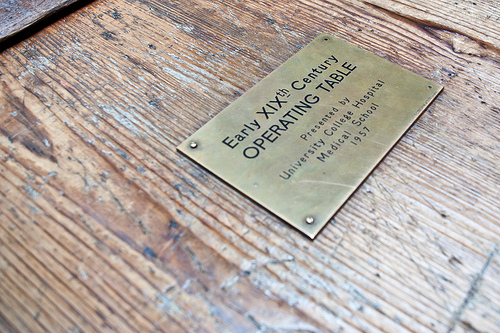 Early XIXth Century
OPERATING TABLE
Presented by
University College Hospital
Medical School
1957